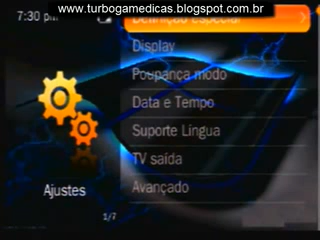 www.turbogamedicas.blogspot.com.br
7:30 pm
Definição especial
Display
Poupança modo
Data e Tempo
Suporte Língua
TV saída
Avançado
Ajustes
1/7